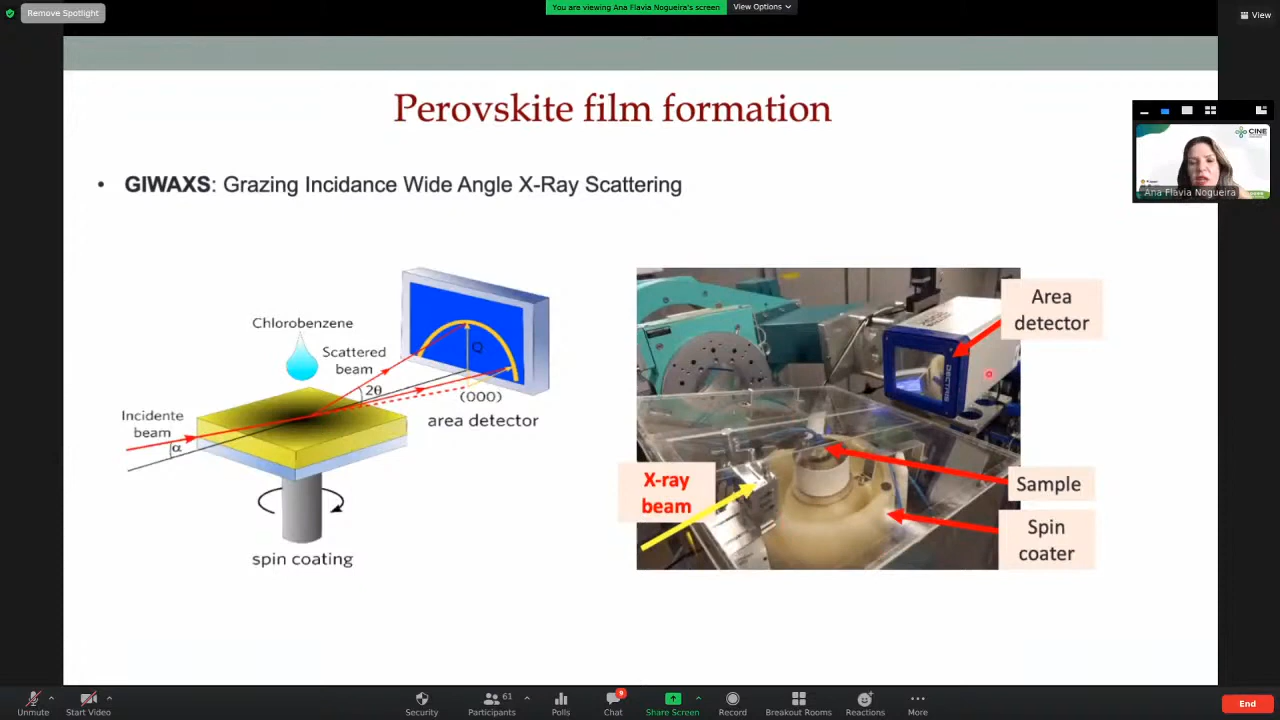 Remove Spotlight
You are viewing Ana Flavia Nogueira's screen
View Options
View
Perovskite film formation
• GIWAXS: Grazing Incidance Wide Angle X-Ray Scattering
CINE
Ana Flavia Nogueira
Chlorobenzene
Scattered
beam
Q
2θ
(000)
area detector
Incidente
beam
α
spin coating
Area
detector
DECTRIS
X-ray
beam
Sample
Spin
coater
Unmute
Start Video
Security
61
Participants
Polls
9
Chat
Share Screen
Record
Breakout Rooms
Reactions
More
End